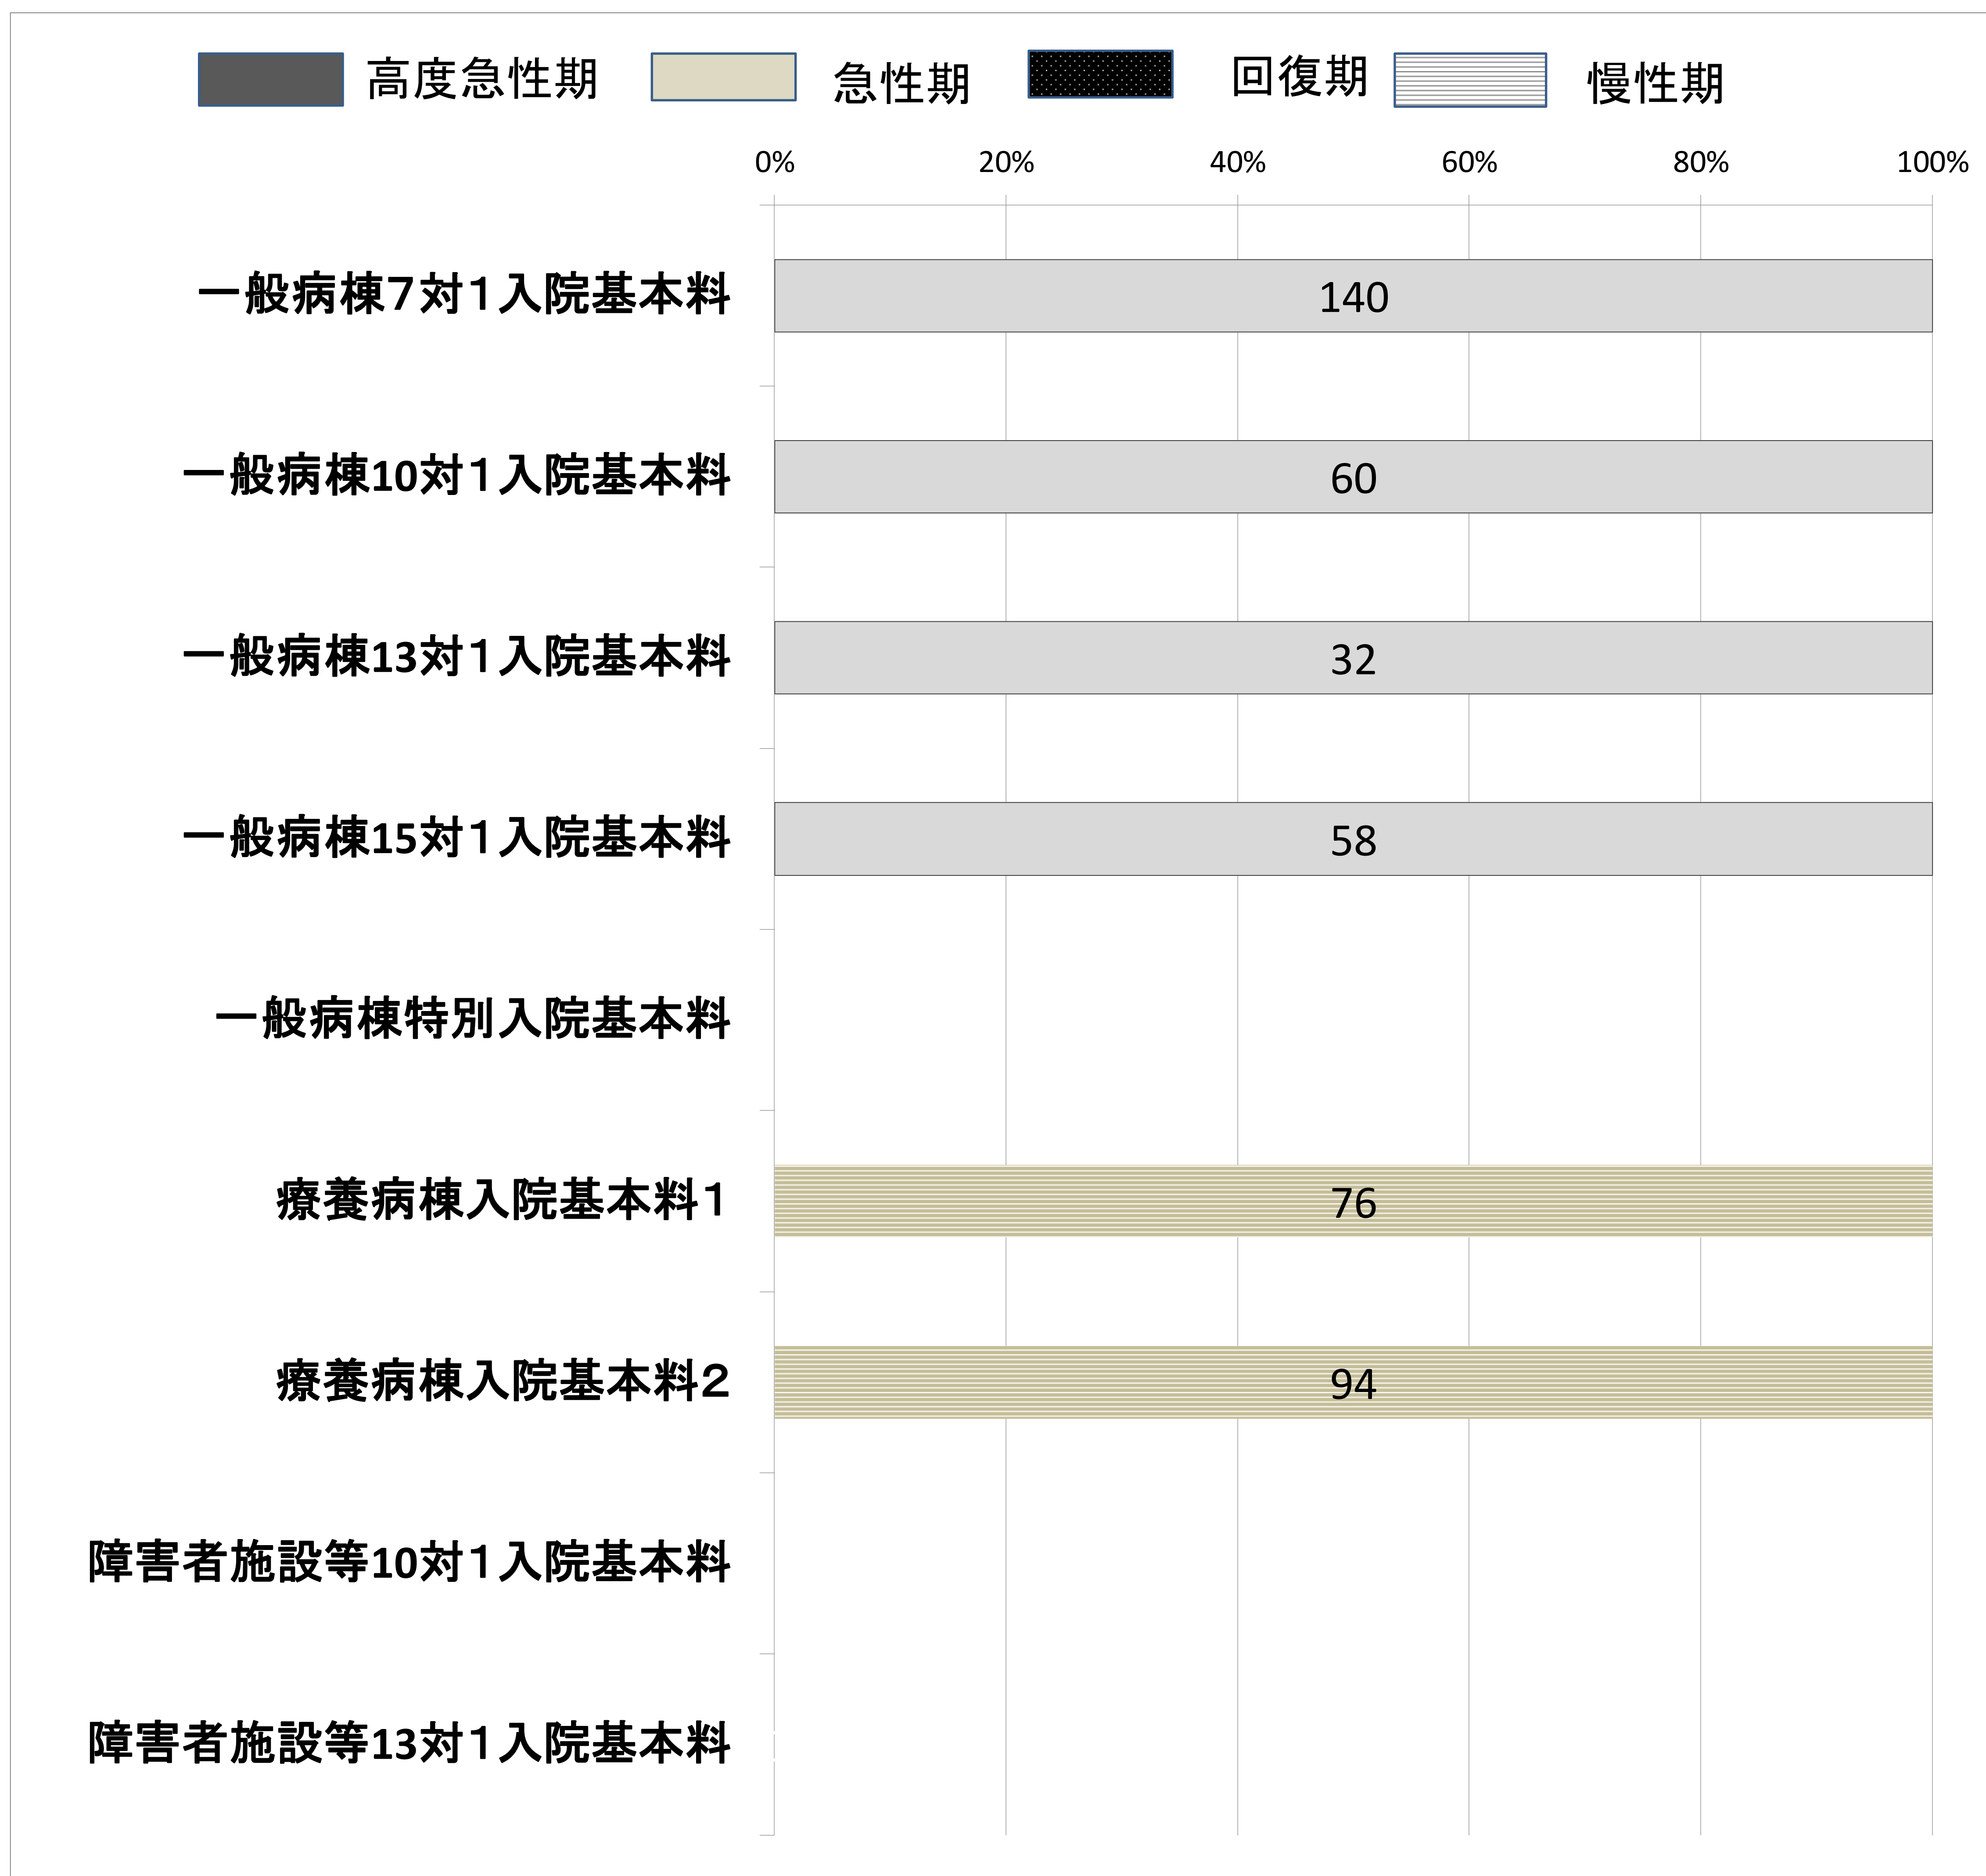 高度急性期 急性期 回復期 慢性期
0% 20% 40% 60% 80% 100%
一般病棟７対１入院基本料 140
一般病棟10対１入院基本料 60
一般病棟13対１入院基本料 32
一般病棟15対１入院基本料 58
一般病棟特別入院基本料
療養病棟入院基本料１ 76
療養病棟入院基本料２ 94
障害者施設等10対１入院基本料
障害者施設等13対１入院基本料